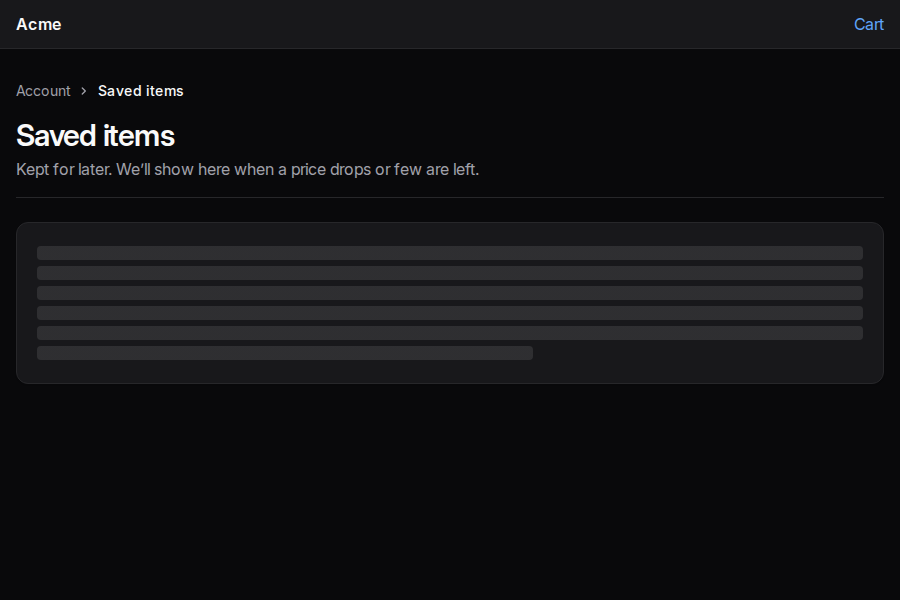 Acme
Cart
Account
Saved items
Saved items
Kept for later. We’ll show here when a price drops or few are left.